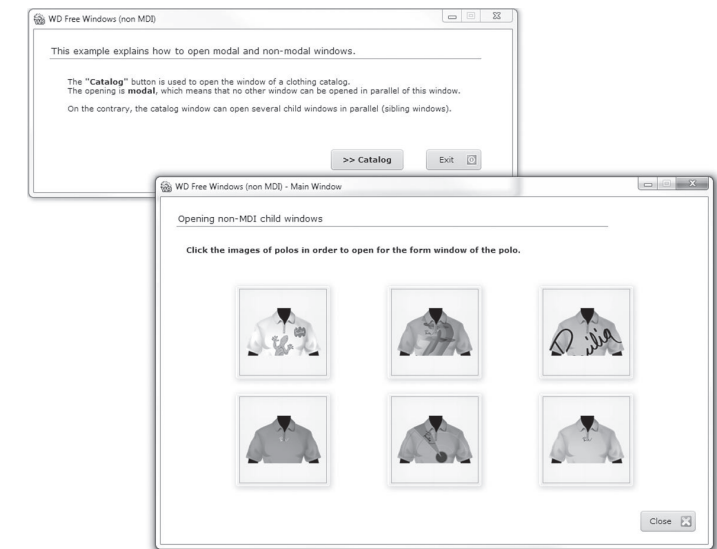 WD Free Windows (non MDI)
This example explains how to open modal and non-modal windows.
The "Catalog" button is used to open the window of a clothing catalog.
The opening is modal, which means that no other window can be opened in parallel of this window.
On the contrary, the catalog window can open several child windows in parallel (sibling windows).
>> Catalog
Exit
WD Free Windows (non MDI) - Main Window
Opening non-MDI child windows
Click the images of polos in order to open for the form window of the polo.
Close